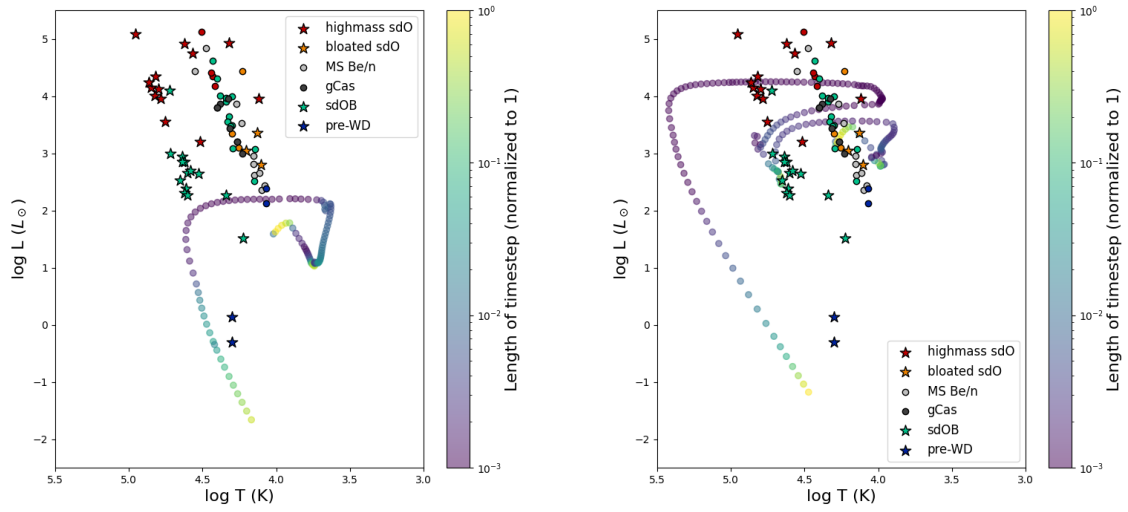 highmass sdO
bloated sdO
MS Be/n
gCas
sdOB
pre-WD
5
4
3
2
1
0
−1
−2
log L (L⊙)
5.5
5.0
4.5
4.0
3.5
3.0
log T (K)
10⁰
10⁻¹
10⁻²
10⁻³
Length of timestep (normalized to 1)
5
4
3
2
1
0
−1
−2
log L (L⊙)
highmass sdO
bloated sdO
MS Be/n
gCas
sdOB
pre-WD
5.5
5.0
4.5
4.0
3.5
3.0
log T (K)
10⁰
10⁻¹
10⁻²
10⁻³
Length of timestep (normalized to 1)